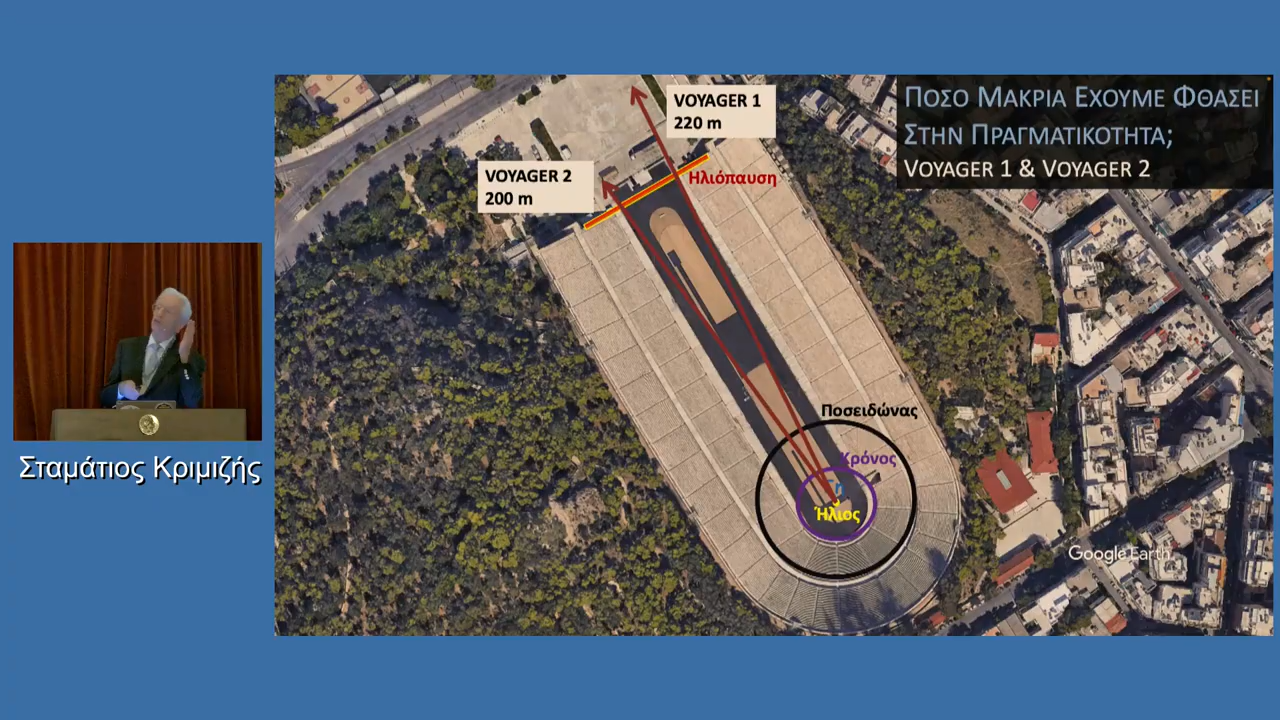 ΠΟΣΟ ΜΑΚΡΙΑ ΕΧΟΥΜΕ ΦΘΑΣΕΙ
ΣΤΗΝ ΠΡΑΓΜΑΤΙΚΟΤΗΤΑ;
VOYAGER 1 & VOYAGER 2
VOYAGER 1
220 m
VOYAGER 2
200 m
Ηλιόπαυση
Ποσειδώνας
Κρόνος
Γη
Ήλιος
Google Earth
Σταμάτιος Κριμιζής